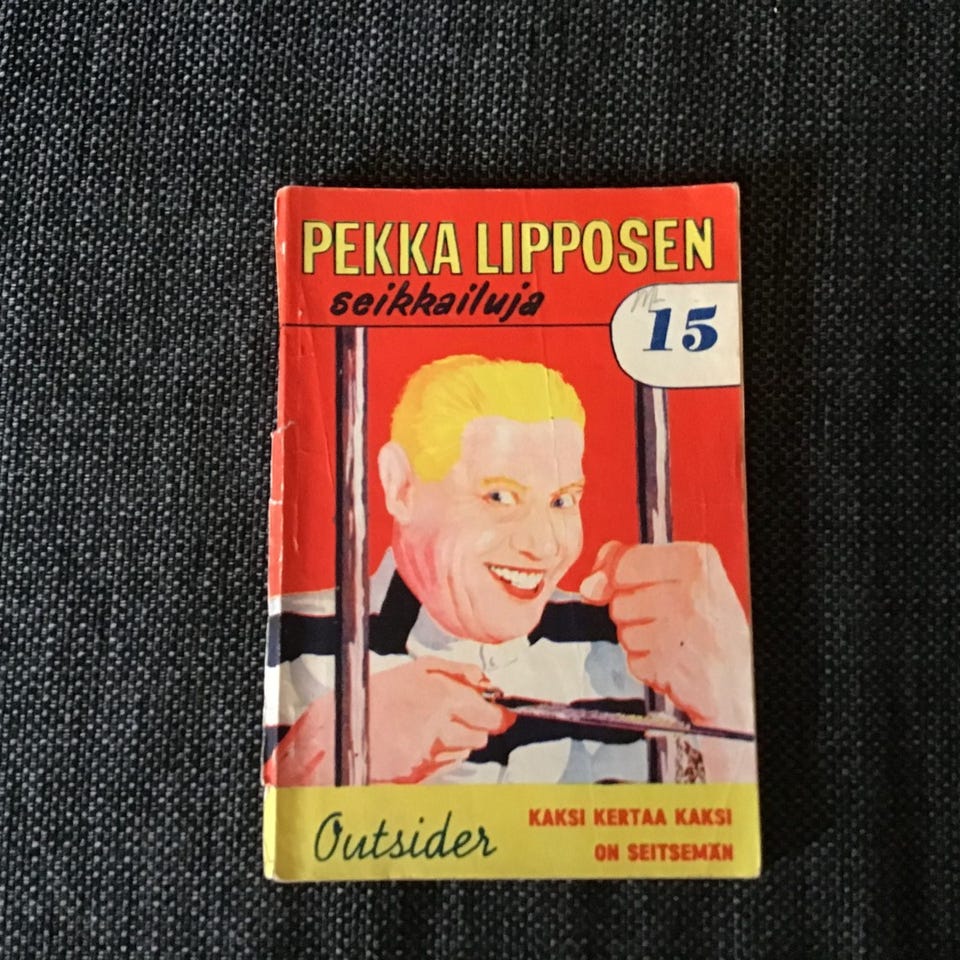 PEKKA LIPPOSEN
seikkailuja
15
Outsider
KAKSI KERTAA KAKSI
ON SEITSEMÄN